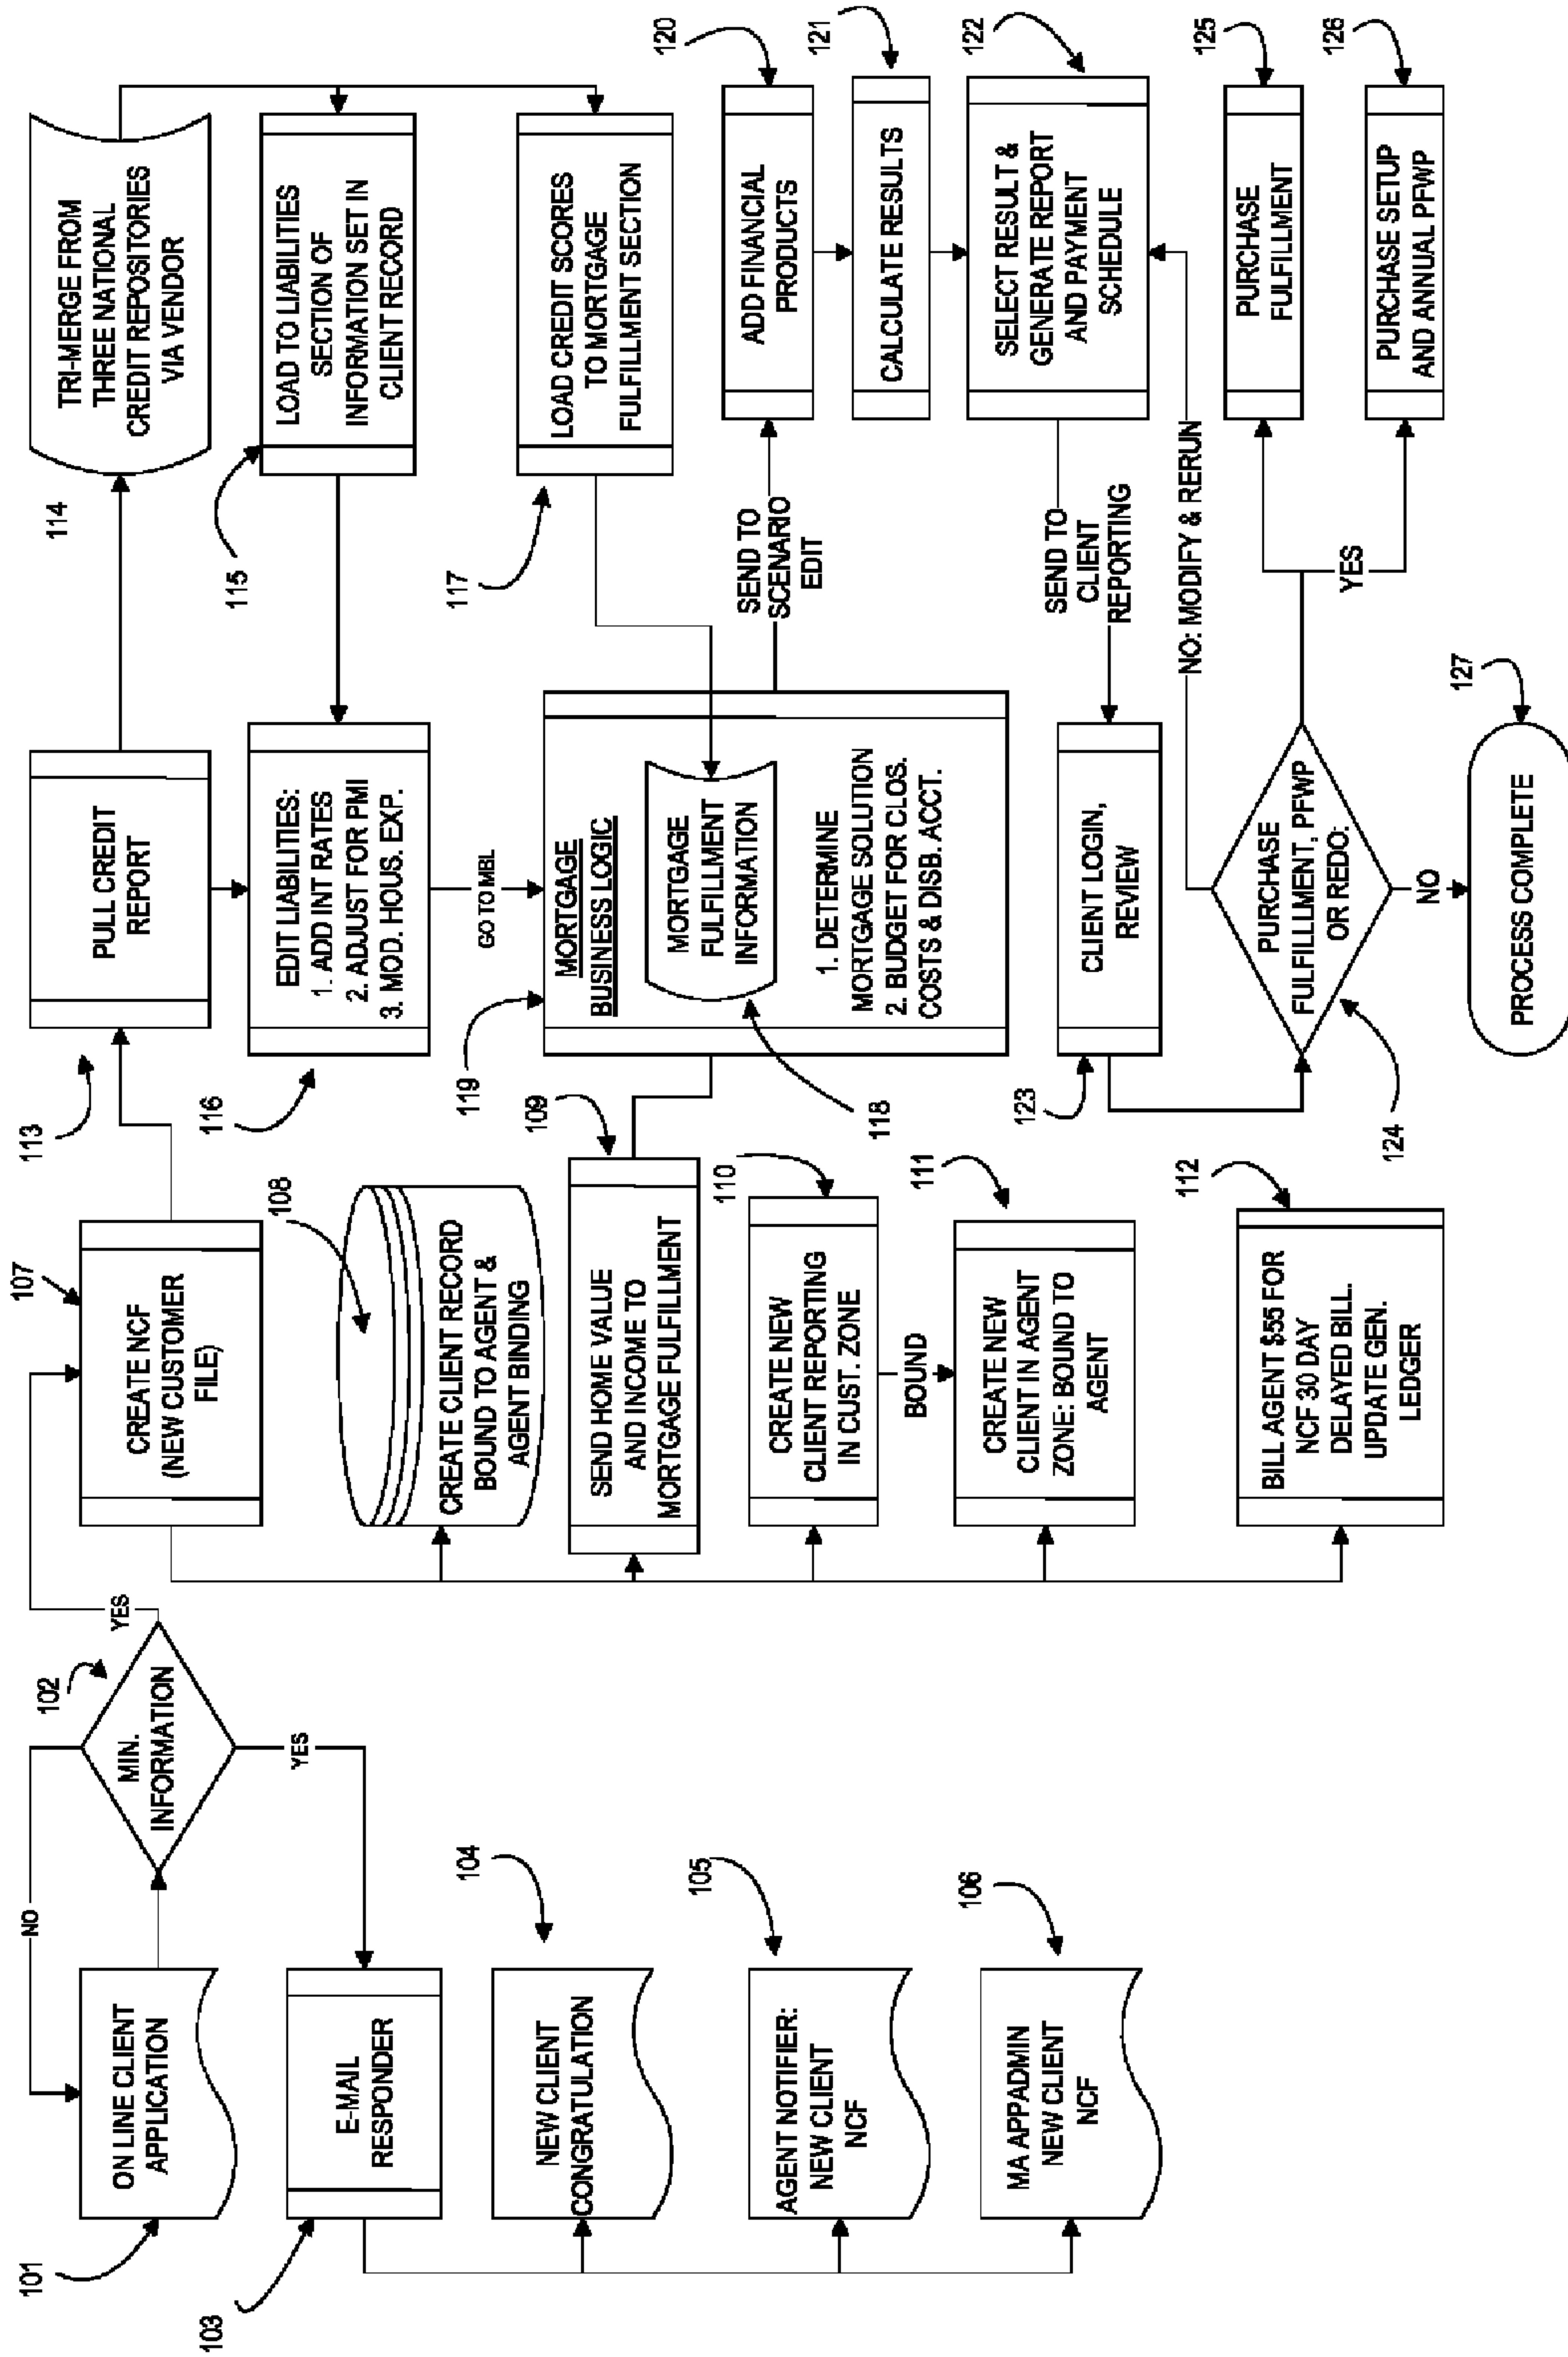 101
ON LINE CLIENT
APPLICATION
NO
102
MIN.
INFORMATION
YES
YES
103
E-MAIL
RESPONDER
104
NEW CLIENT
CONGRATULATION
105
AGENT NOTIFIER:
NEW CLIENT
NCF
106
MA APPADMIN
NEW CLIENT
NCF
107
CREATE NCF
(NEW CUSTOMER
FILE)
108
CREATE CLIENT RECORD
BOUND TO AGENT &
AGENT BINDING
109
SEND HOME VALUE
AND INCOME TO
MORTGAGE FULFILLMENT
110
CREATE NEW
CLIENT REPORTING
IN CUST. ZONE
BOUND
111
CREATE NEW
CLIENT IN AGENT
ZONE: BOUND TO
AGENT
112
BILL AGENT $55 FOR
NCF 30 DAY
DELAYED BILL.
UPDATE GEN.
LEDGER
113
PULL CREDIT
REPORT
114
TRI-MERGE FROM
THREE NATIONAL
CREDIT REPOSITORIES
VIA VENDOR
115
LOAD TO LIABILITIES
SECTION OF
INFORMATION SET IN
CLIENT RECORD
116
EDIT LIABILITIES:
1. ADD INT RATES
2. ADJUST FOR PMI
3. MOD. HOUS. EXP.
GO TO MBL
117
LOAD CREDIT SCORES
TO MORTGAGE
FULFILLMENT SECTION
119
MORTGAGE
BUSINESS LOGIC
MORTGAGE
FULFILLMENT
INFORMATION
118
1. DETERMINE
MORTGAGE SOLUTION
2. BUDGET FOR CLOS.
COSTS & DISB. ACCT.
SEND TO
SCENARIO
EDIT
120
ADD FINANCIAL
PRODUCTS
121
CALCULATE RESULTS
122
SELECT RESULT &
GENERATE REPORT
AND PAYMENT
SCHEDULE
SEND TO
CLIENT
REPORTING
123
CLIENT LOGIN,
REVIEW
NO: MODIFY & RERUN
124
PURCHASE
FULFILLMENT, PFWP
OR REDO:
YES
NO
125
PURCHASE
FULFILLMENT
126
PURCHASE SETUP
AND ANNUAL PFWP
127
PROCESS COMPLETE